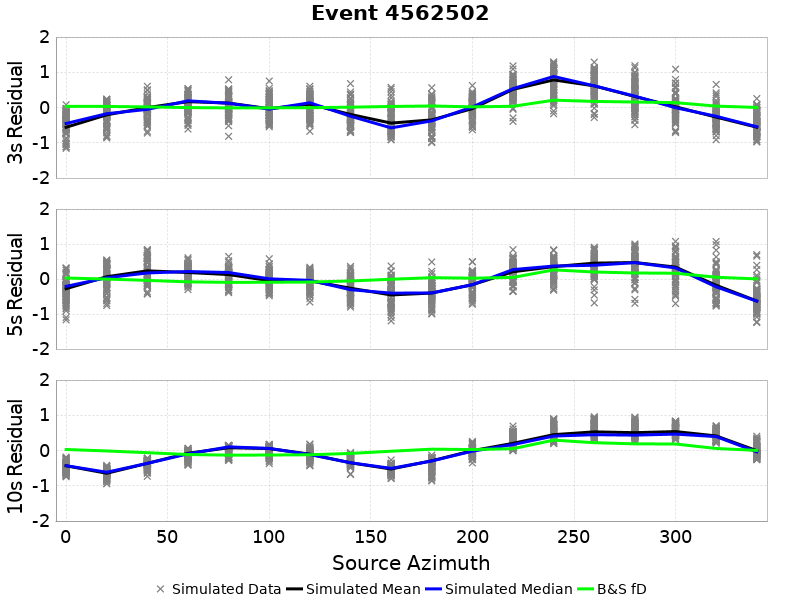 Event 4562502
3s Residual
2
1
0
-1
-2
5s Residual
2
1
0
-1
-2
10s Residual
2
1
0
-1
-2
0 50 100 150 200 250 300
Source Azimuth
Simulated Data Simulated Mean Simulated Median B&S fD